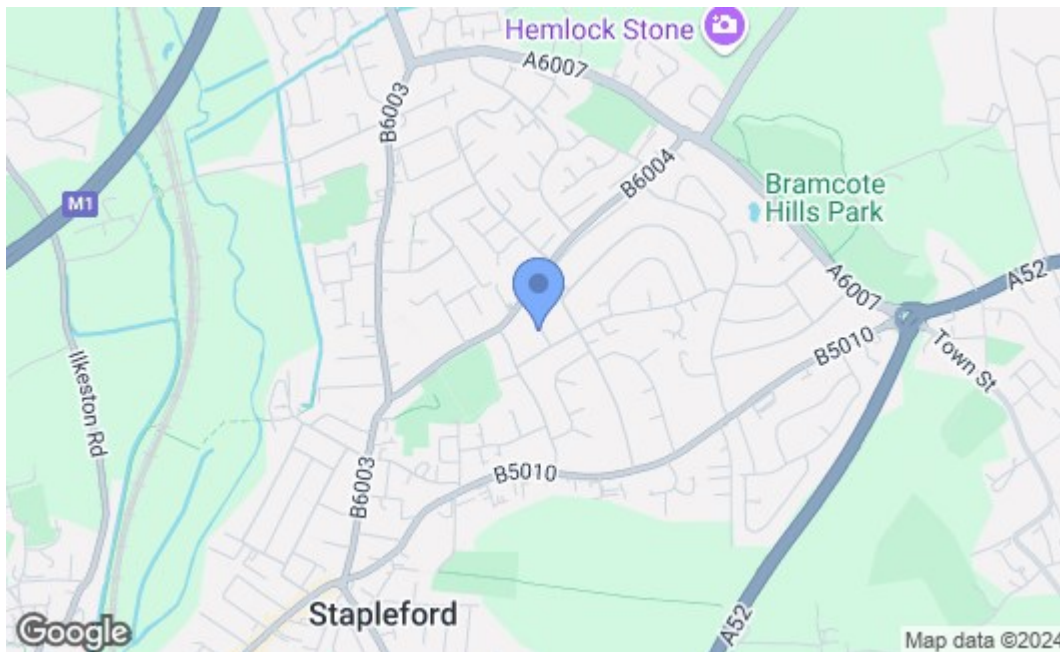 Hemlock Stone
A6007
B6003
B6004
M1
Bramcote
Hills Park
A52
A6007
B5010
Town St
Ilkeston Rd
B6003
B5010
Stapleford
A52
Google
Map data ©2024